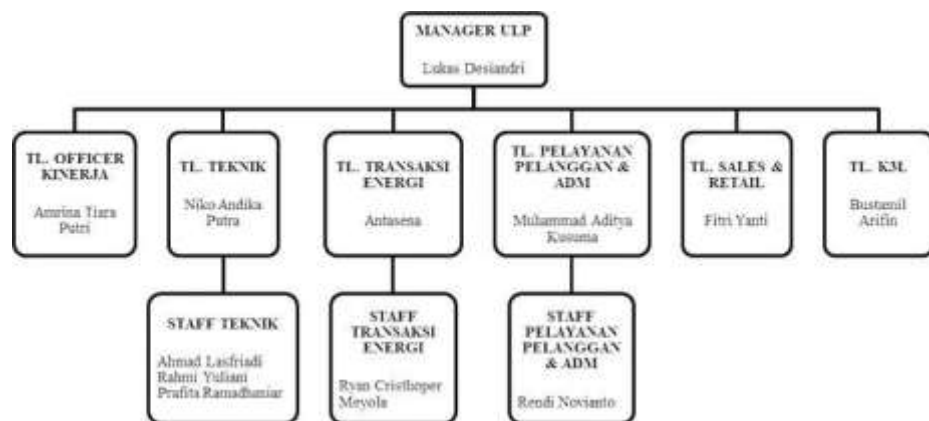 MANAGER ULP
Lukas Desiandri
TL. OFFICER
KINERJA
Amrina Tiara
Putri
TL. TEKNIK
Niko Andika
Putra
TL. TRANSAKSI
ENERGI
Antasena
TL. PELAYANAN
PELANGGAN &
ADM
Muhammad Aditya
Kusuma
TL. SALES &
RETAIL
Fitri Yanti
TL. K3L
Bustamil
Arifin
STAFF TEKNIK
Ahmad Lasfriadi
Rahmi Yuliani
Prafita Ramadhaniar
STAFF
TRANSAKSI
ENERGI
Ryan Cristhoper
Meyola
STAFF
PELAYANAN
PELANGGAN
& ADM
Rendi Novianto